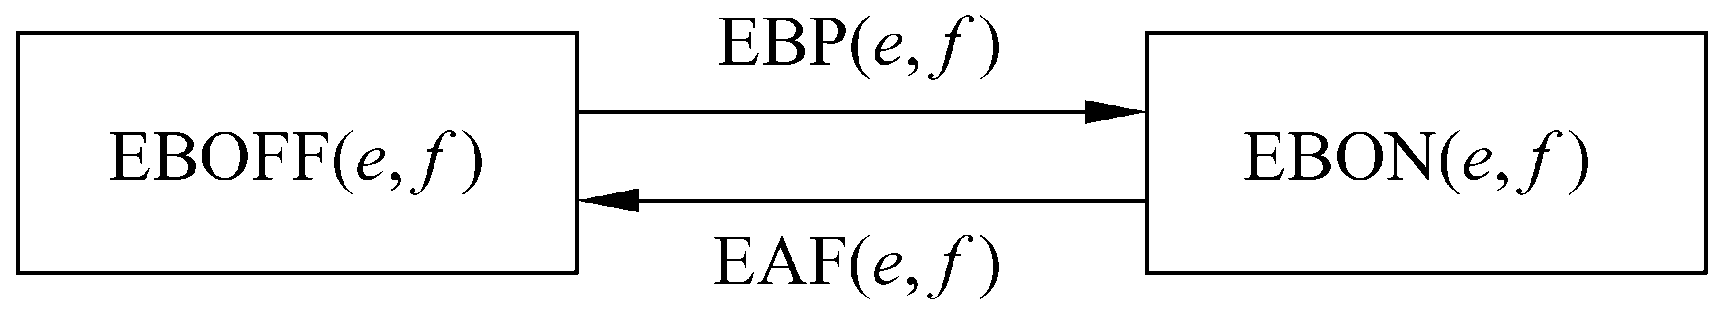 EBP(e, f)
EBOFF(e, f)
EBON(e, f)
EAF(e, f)